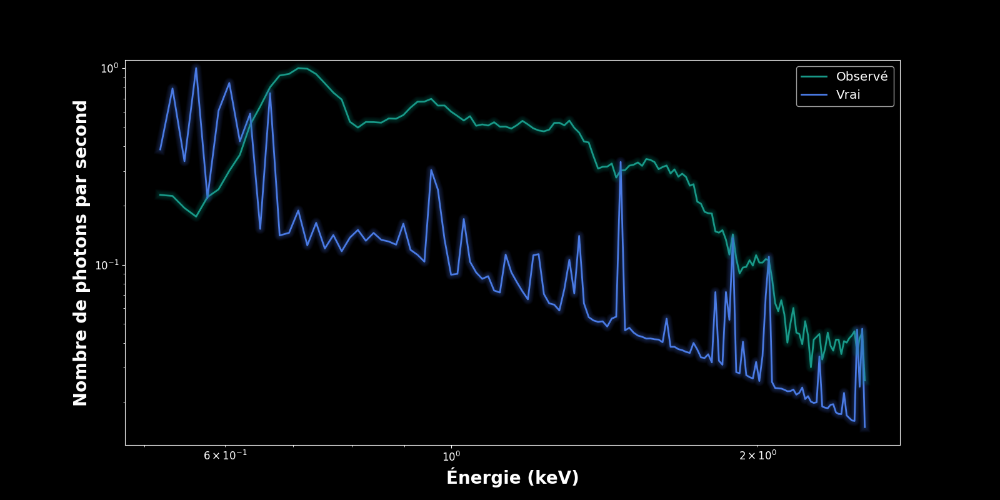 Nombre de photons par second
10⁰
10⁻¹
Observé
Vrai
6 × 10⁻¹
10⁰
2 × 10⁰
Énergie (keV)